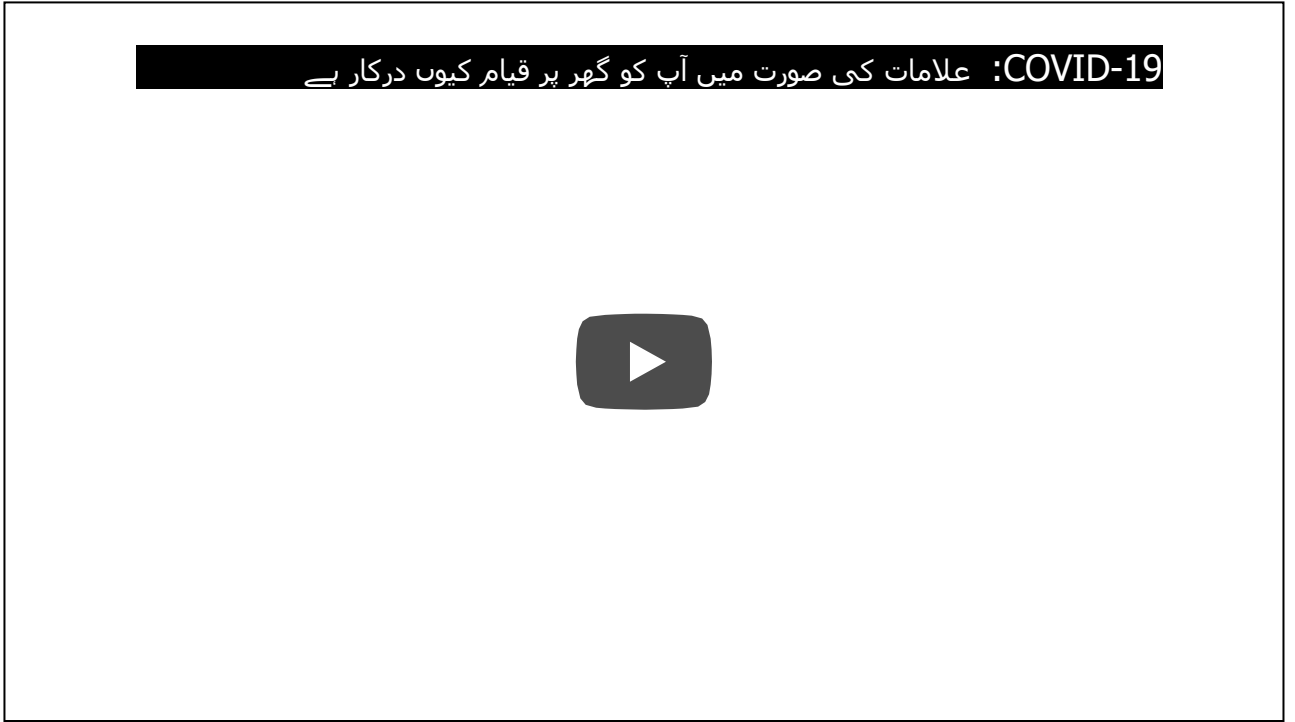 COVID-19: علامات کی صورت میں آپ کو گھر پر قیام کیوں درکار ہے